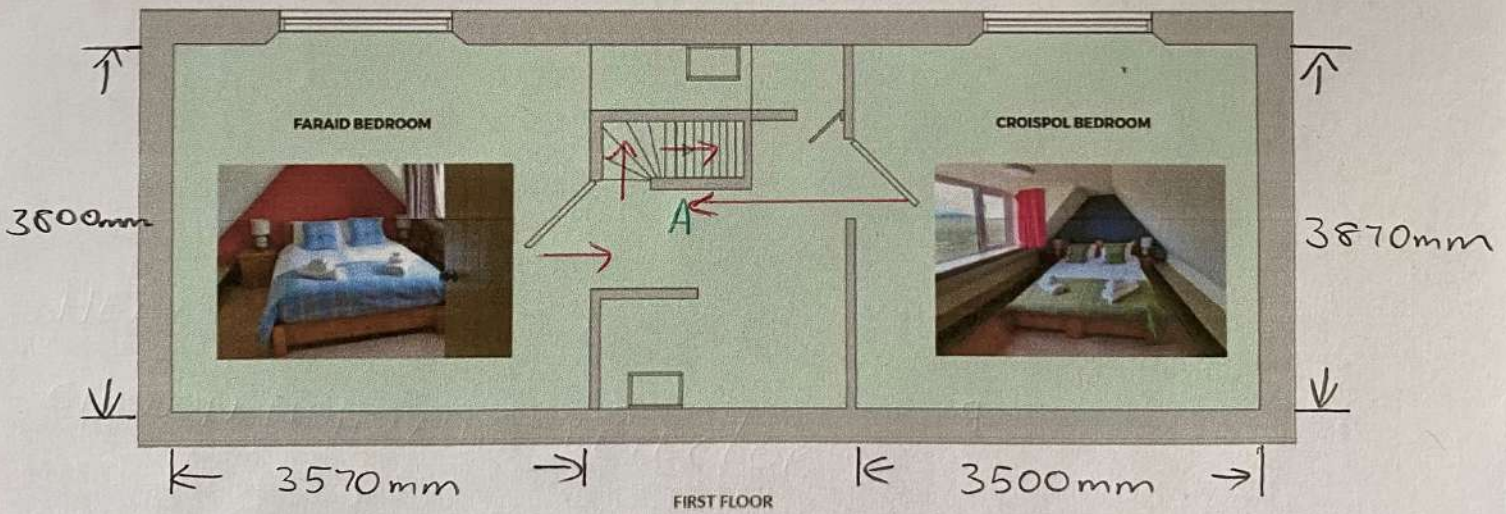 FARAID BEDROOM
CROISPOL BEDROOM
3800mm
A
3870mm
3570mm
3500mm
FIRST FLOOR